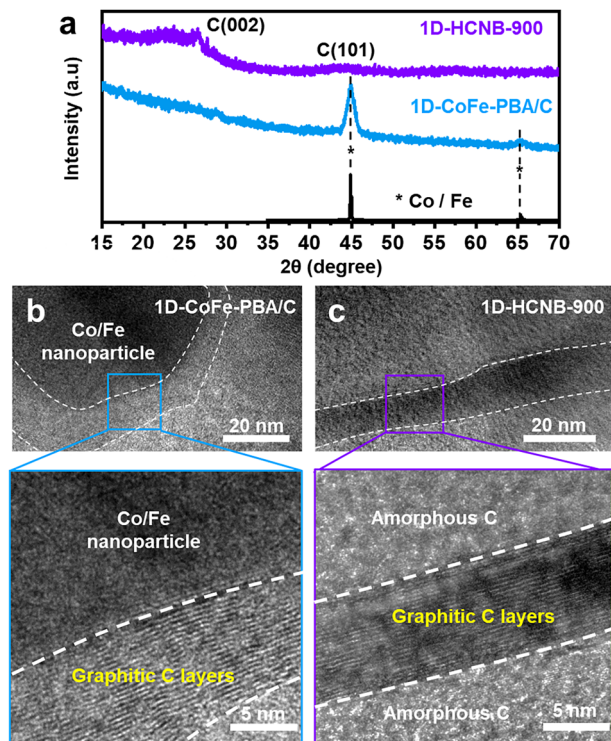 a
C(002)
1D-HCNB-900
C(101)
1D-CoFe-PBA/C
*
*
* Co / Fe
Intensity (a.u)
15 20 25 30 35 40 45 50 55 60 65 70
2θ (degree)
b
1D-CoFe-PBA/C
Co/Fe
nanoparticle
20 nm
c
1D-HCNB-900
20 nm
Co/Fe
nanoparticle
Graphitic C layers
5 nm
Amorphous C
Graphitic C layers
Amorphous C
5 nm